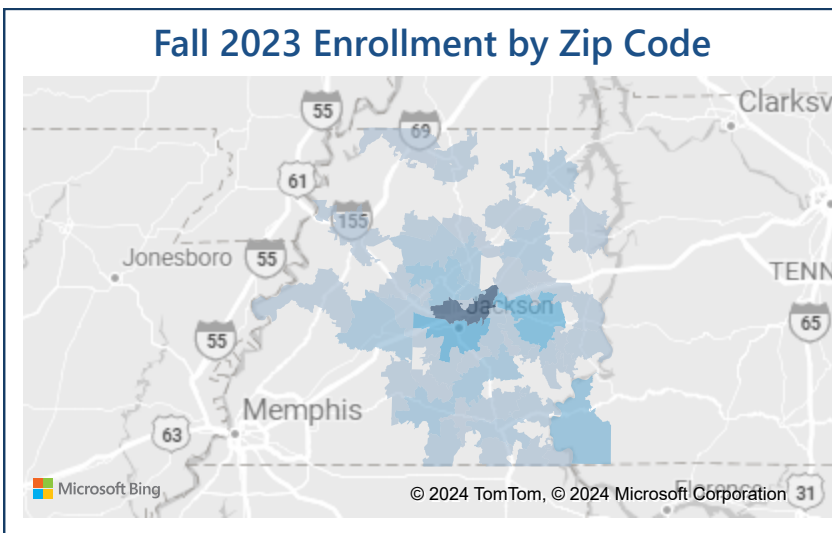 Fall 2023 Enrollment by Zip Code
55
69
Clarksv
61
155
Jonesboro
55
TENN
Jackson
55
65
Memphis
63
Microsoft Bing
© 2024 TomTom, © 2024 Microsoft Corporation
Florence
31